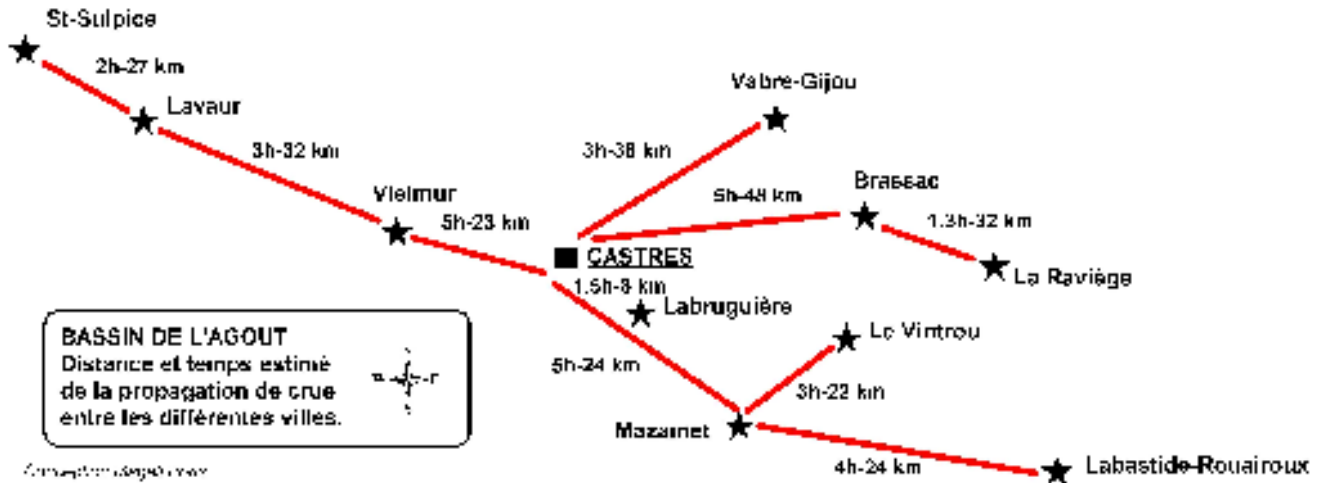 St-Sulpice
2h-27 km
Lavaur
Vabre-Gijou
3h-32 km
3h-38 km
Vielmur
Brassac
5h-23 km
5h-48 km
1.3h-32 km
CASTRES
La Raviège
1.5h-8 km
Labruguière
BASSIN DE L'AGOUT
Distance et temps estimé
de la propagation de crue
entre les différentes villes.
Le Vintrou
5h-24 km
3h-22 km
Mazamet
4h-24 km
Labastide-Rouairoux